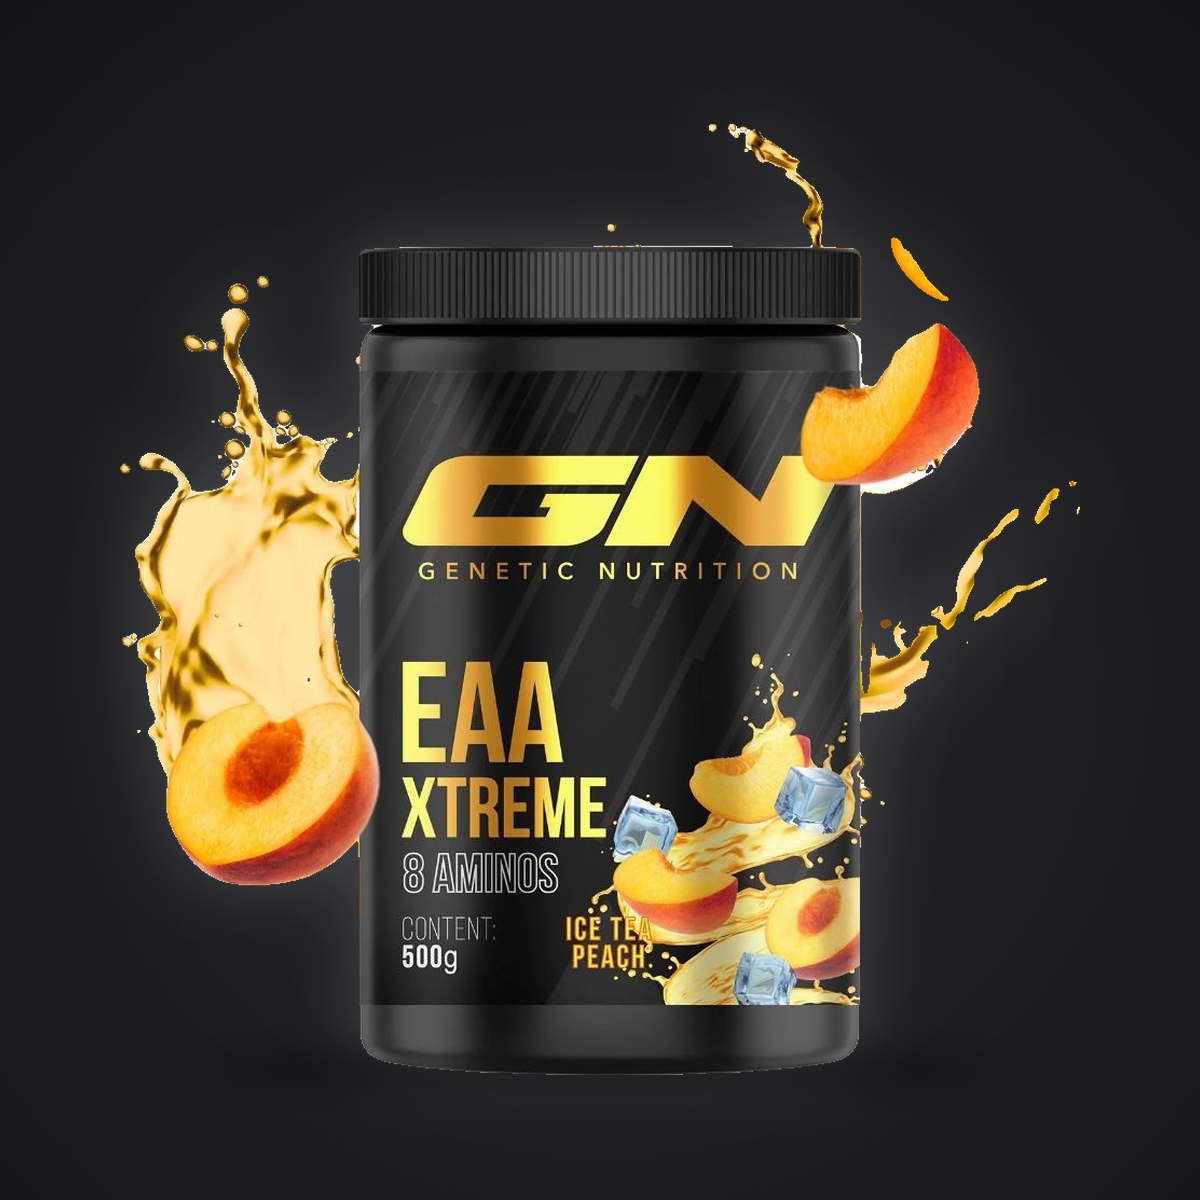 GN
GENETIC NUTRITION
EAA
XTREME
8 AMINOS
CONTENT:
500g
ICE TEA
PEACH